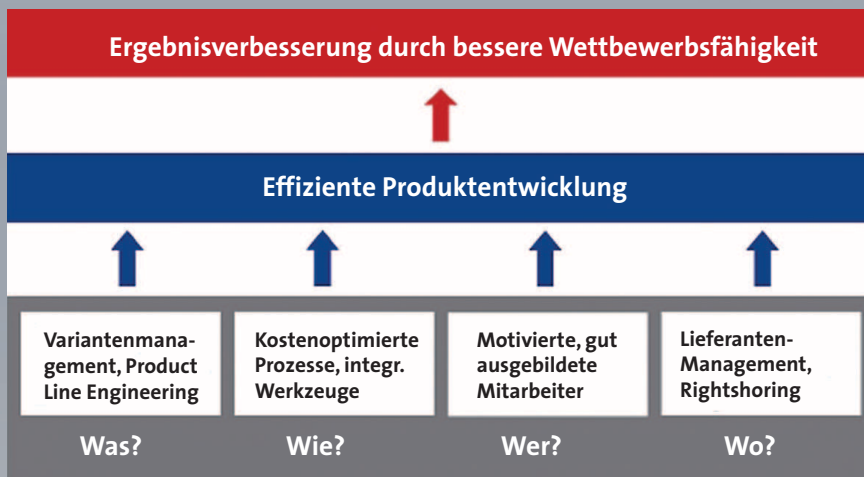 Ergebnisverbesserung durch bessere Wettbewerbsfähigkeit
Effiziente Produktentwicklung
Variantenmana-
gement, Product
Line Engineering
Kostenoptimierte
Prozesse, integr.
Werkzeuge
Motivierte, gut
ausgebildete
Mitarbeiter
Lieferanten-
Management,
Rightshoring
Was?
Wie?
Wer?
Wo?